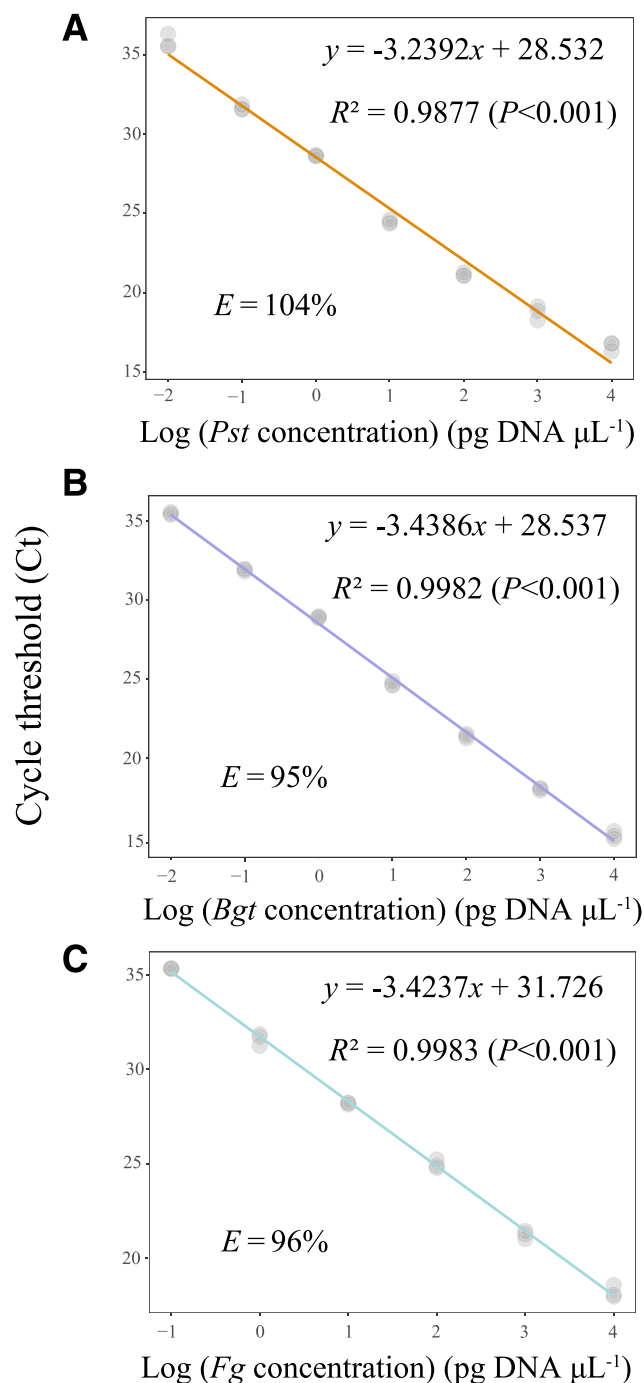 A
35
30
25
20
15
y = -3.2392x + 28.532
R² = 0.9877 (P<0.001)
E = 104%
−2 −1 0 1 2 3 4
Log (Pst concentration) (pg DNA μL⁻¹)
Cycle threshold (Ct)
B
35
30
25
20
15
y = -3.4386x + 28.537
R² = 0.9982 (P<0.001)
E = 95%
−2 −1 0 1 2 3 4
Log (Bgt concentration) (pg DNA μL⁻¹)
C
35
30
25
20
y = -3.4237x + 31.726
R² = 0.9983 (P<0.001)
E = 96%
−1 0 1 2 3 4
Log (Fg concentration) (pg DNA μL⁻¹)